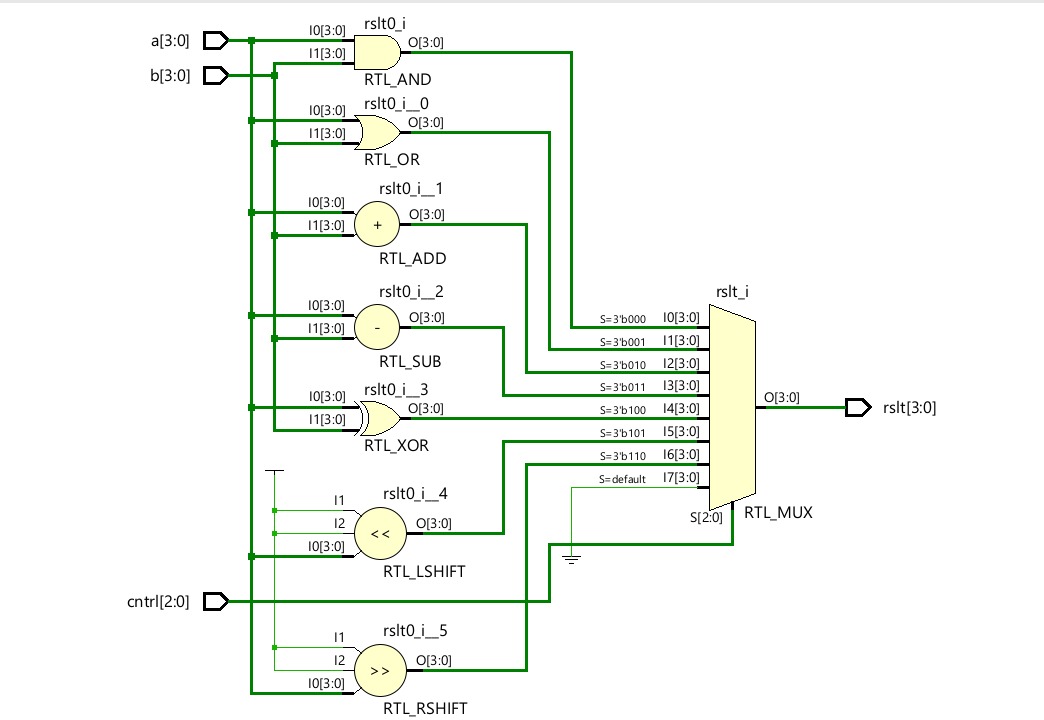 a[3:0]
b[3:0]
cntrl[2:0]
rslt0_i
I0[3:0]
I1[3:0]
O[3:0]
RTL_AND
rslt0_i__0
I0[3:0]
I1[3:0]
O[3:0]
RTL_OR
rslt0_i__1
I0[3:0]
I1[3:0]
+
O[3:0]
RTL_ADD
rslt0_i__2
I0[3:0]
I1[3:0]
-
O[3:0]
RTL_SUB
rslt0_i__3
I0[3:0]
I1[3:0]
O[3:0]
RTL_XOR
rslt0_i__4
I1
I2
I0[3:0]
<<
O[3:0]
RTL_LSHIFT
rslt0_i__5
I1
I2
I0[3:0]
>>
O[3:0]
RTL_RSHIFT
rslt_i
S=3'b000 I0[3:0]
S=3'b001 I1[3:0]
S=3'b010 I2[3:0]
S=3'b011 I3[3:0]
S=3'b100 I4[3:0]
S=3'b101 I5[3:0]
S=3'b110 I6[3:0]
S=default I7[3:0]
S[2:0]
O[3:0]
RTL_MUX
rslt[3:0]